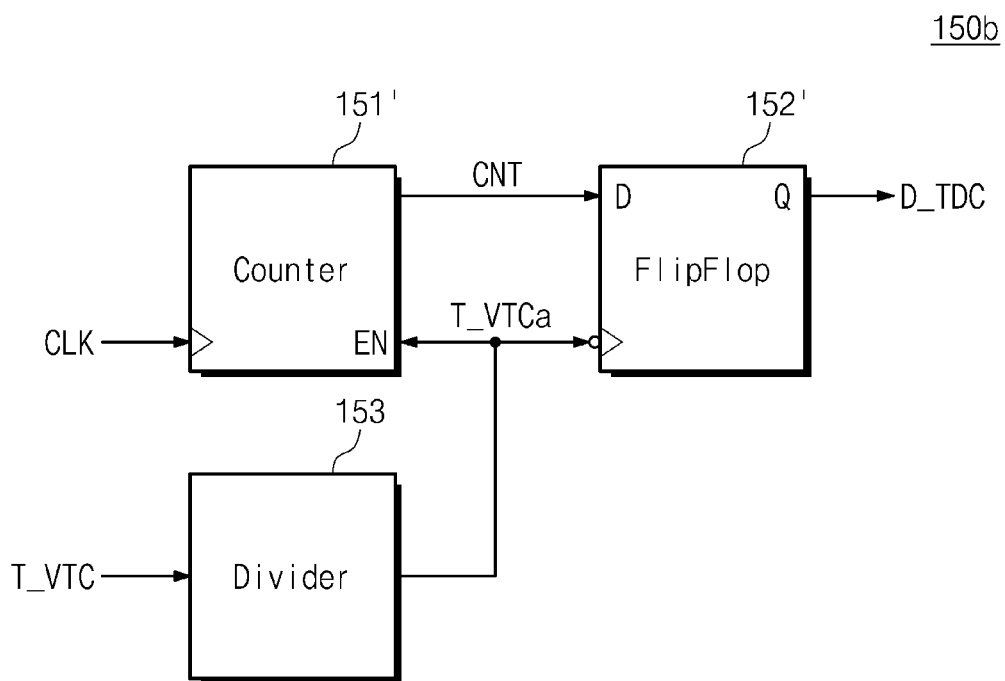 150b
151'
152'
CNT
D
Q
D_TDC
Counter
FlipFlop
T_VTCa
CLK
EN
153
T_VTC
Divider